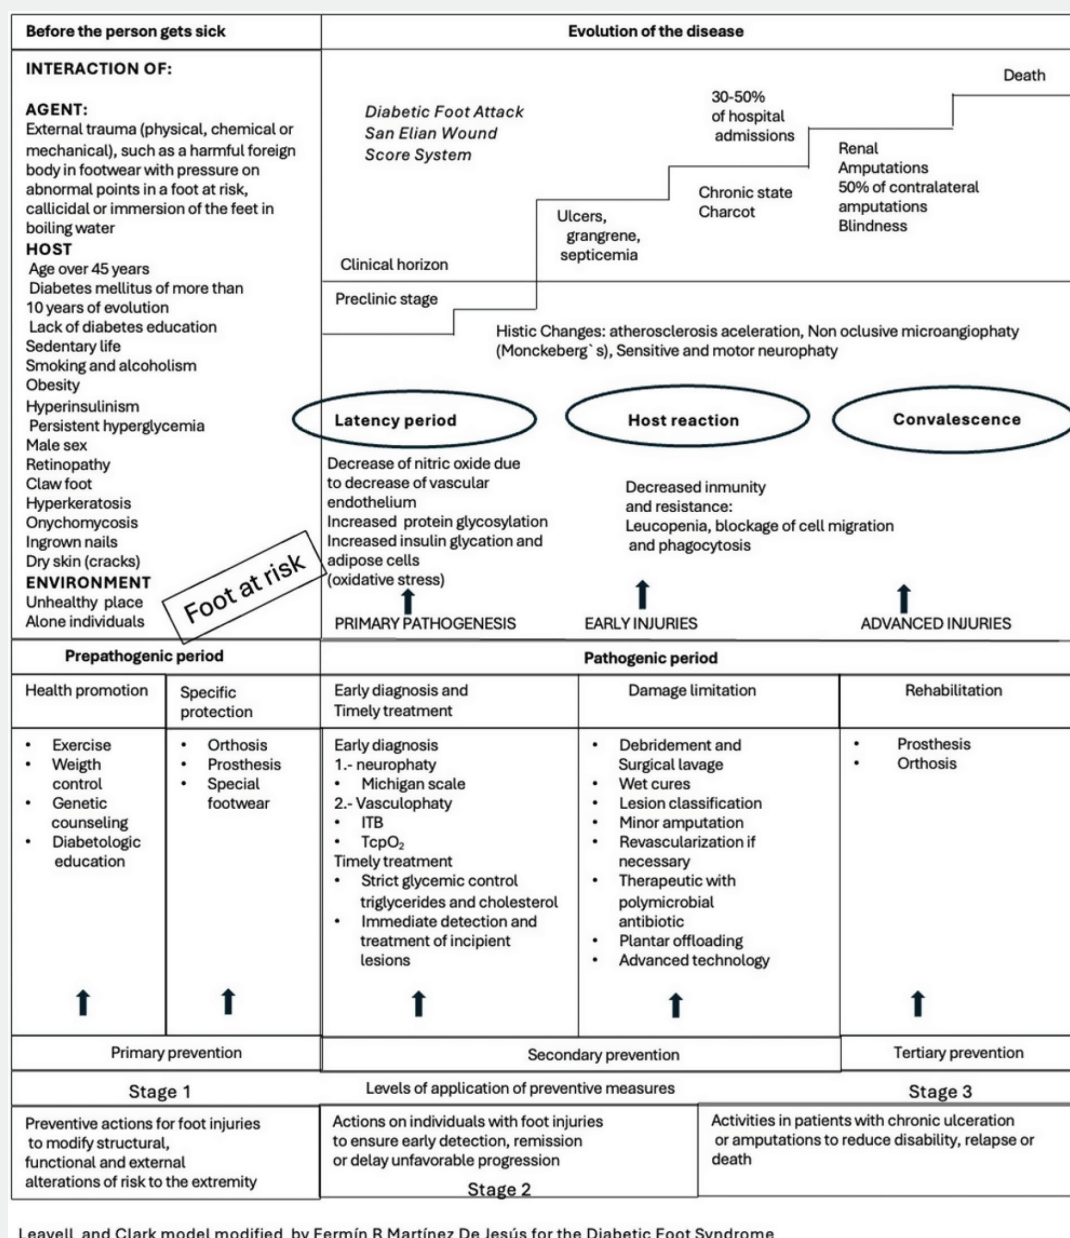 Before the person gets sick
Evolution of the disease
INTERACTION OF:
AGENT:
External trauma (physical, chemical or
mechanical), such as a harmful foreign
body in footwear with pressure on
abnormal points in a foot at risk,
callicidal or immersion of the feet in
boiling water
HOST
Age over 45 years
Diabetes mellitus of more than
10 years of evolution
Lack of diabetes education
Sedentary life
Smoking and alcoholism
Obesity
Hyperinsulinism
Persistent hyperglycemia
Male sex
Retinopathy
Claw foot
Hyperkeratosis
Onychomycosis
Ingrown nails
Dry skin (cracks)
ENVIRONMENT
Unhealthy place
Alone individuals
Foot at risk
Diabetic Foot Attack
San Elian Wound
Score System
Clinical horizon
Preclinic stage
Ulcers,
grangrene,
septicemia
30-50%
of hospital
admissions
Chronic state
Charcot
Death
Renal
Amputations
50% of contralateral
amputations
Blindness
Histic Changes: atherosclerosis aceleration, Non oclusive microangiophaty
(Monckeberg`s), Sensitive and motor neurophaty
Latency period
Host reaction
Convalescence
Decrease of nitric oxide due
to decrease of vascular
endothelium
Increased protein glycosylation
Increased insulin glycation and
adipose cells
(oxidative stress)
Decreased inmunity
and resistance:
Leucopenia, blockage of cell migration
and phagocytosis
PRIMARY PATHOGENESIS
EARLY INJURIES
ADVANCED INJURIES
Prepathogenic period
Pathogenic period
Health promotion
Specific
protection
Early diagnosis and
Timely treatment
Damage limitation
Rehabilitation
• Exercise
• Weigth
control
• Genetic
counseling
• Diabetologic
education
• Orthosis
• Prosthesis
• Special
footwear
Early diagnosis
1.- neurophaty
• Michigan scale
2.- Vasculophaty
• ITB
• TcpO₂
Timely treatment
• Strict glycemic control
triglycerides and cholesterol
• Immediate detection and
treatment of incipient
lesions
• Debridement and
Surgical lavage
• Wet cures
• Lesion classification
• Minor amputation
• Revascularization if
necessary
• Therapeutic with
polymicrobial
antibiotic
• Plantar offloading
• Advanced technology
• Prosthesis
• Orthosis
Primary prevention
Secondary prevention
Tertiary prevention
Stage 1
Levels of application of preventive measures
Stage 3
Preventive actions for foot injuries
to modify structural,
functional and external
alterations of risk to the extremity
Actions on individuals with foot injuries
to ensure early detection, remission
or delay unfavorable progression
Stage 2
Activities in patients with chronic ulceration
or amputations to reduce disability, relapse or
death
Leavell and Clark model modified by Fermín R Martínez De Jesús for the Diabetic Foot Syndrome